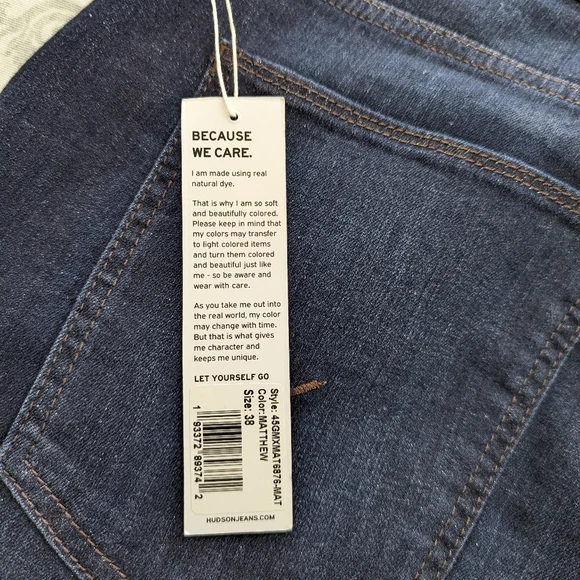 BECAUSE
WE CARE.
I am made using real
natural dye.
That is why I am so soft
and beautifully colored.
Please keep in mind that
my colors may transfer
to light colored items
and turn them colored
and beautiful just like
me - so be aware and
wear with care.
As you take me out into
the real world, my color
may change with time.
But that is what gives
me character and
keeps me unique.
LET YOURSELF GO
Style: 45GMXMAT6876-MAT
Color: MATTHEW
Size: 38
1 93372 89374 2
HUDSONJEANS.COM